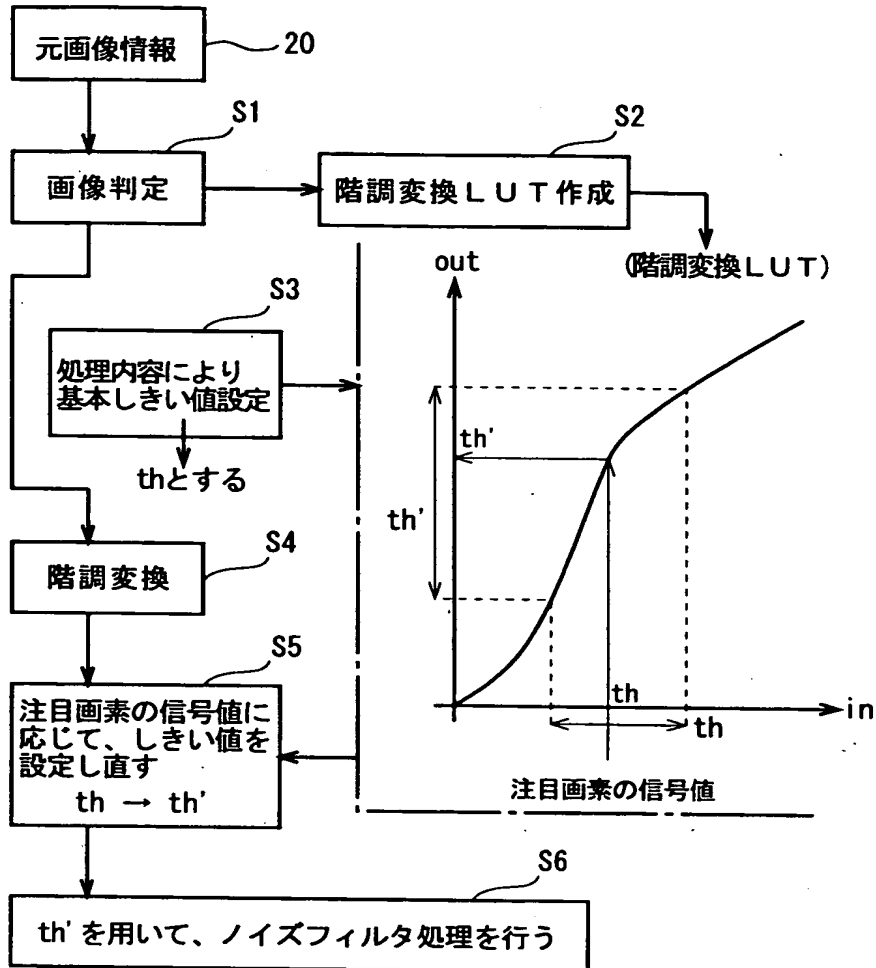 元画像情報
20
S1
画像判定
S2
階調変換LUT作成
(階調変換LUT)
S3
処理内容により
基本しきい値設定
thとする
out
th'
th'
th
th
in
注目画素の信号値
S4
階調変換
S5
注目画素の信号値に
応じて、しきい値を
設定し直す
th → th'
S6
th'を用いて、ノイズフィルタ処理を行う